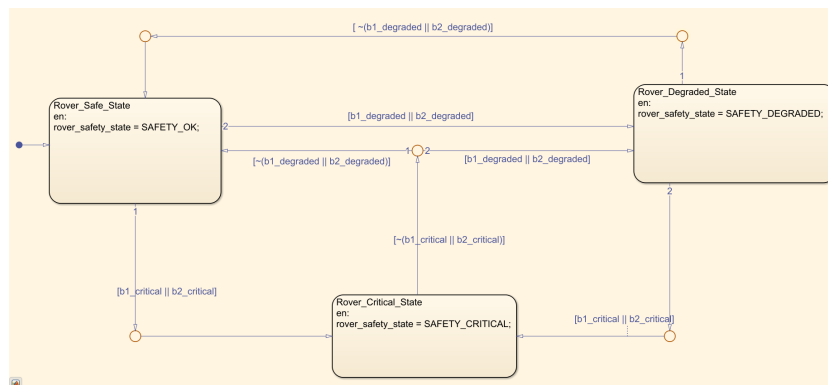 [ ~(b1_degraded || b2_degraded)]
Rover_Safe_State
en:
rover_safety_state = SAFETY_OK;
1
Rover_Degraded_State
en:
rover_safety_state = SAFETY_DEGRADED;
[b1_degraded || b2_degraded]
2
1
2
[~(b1_degraded || b2_degraded)]
[b1_degraded || b2_degraded]
2
1
[~(b1_critical || b2_critical)]
[b1_critical || b2_critical]
Rover_Critical_State
en:
rover_safety_state = SAFETY_CRITICAL;
[b1_critical || b2_critical]